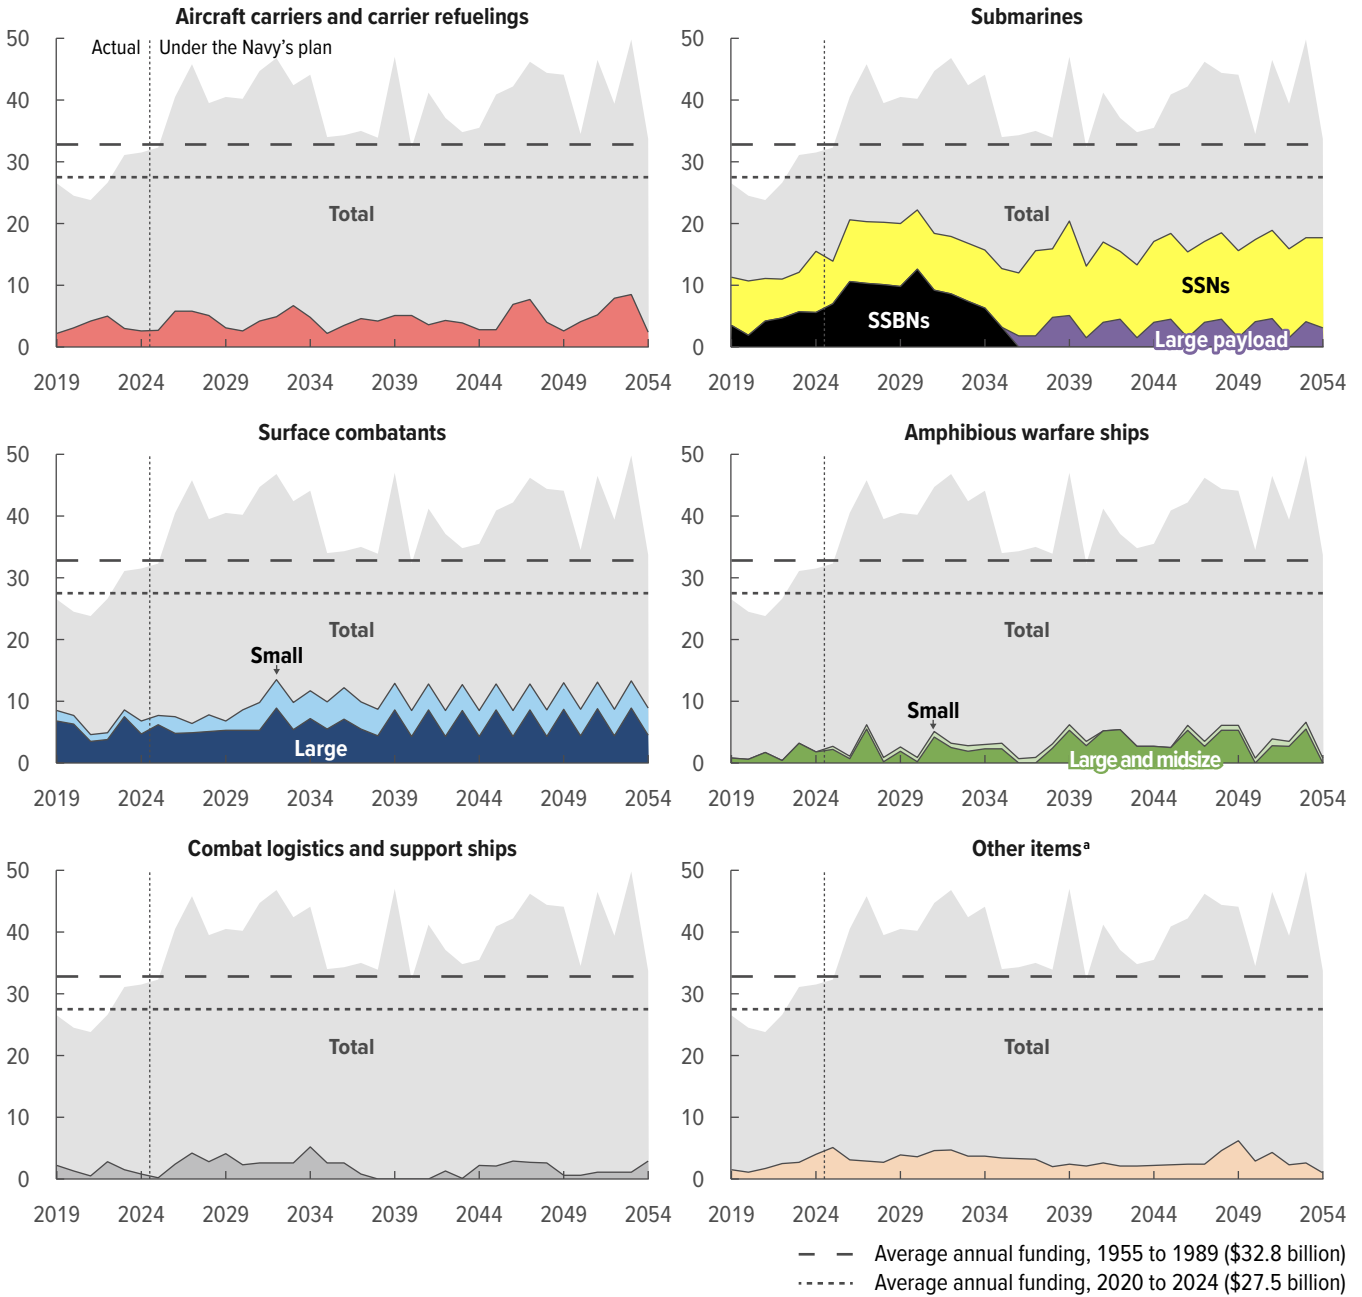 Aircraft carriers and carrier refuelings
50
Actual
Under the Navy's plan
40
30
20
10
0
Total
2019 2024 2029 2034 2039 2044 2049 2054
Submarines
50
40
30
20
10
0
Total
SSNs
SSBNs
Large payload
2019 2024 2029 2034 2039 2044 2049 2054
Surface combatants
50
40
30
20
10
0
Total
Small
Large
2019 2024 2029 2034 2039 2044 2049 2054
Amphibious warfare ships
50
40
30
20
10
0
Total
Small
Large and midsize
2019 2024 2029 2034 2039 2044 2049 2054
Combat logistics and support ships
50
40
30
20
10
0
Total
2019 2024 2029 2034 2039 2044 2049 2054
Other itemsᵃ
50
40
30
20
10
0
Total
2019 2024 2029 2034 2039 2044 2049 2054
Average annual funding, 1955 to 1989 ($32.8 billion)
Average annual funding, 2020 to 2024 ($27.5 billion)